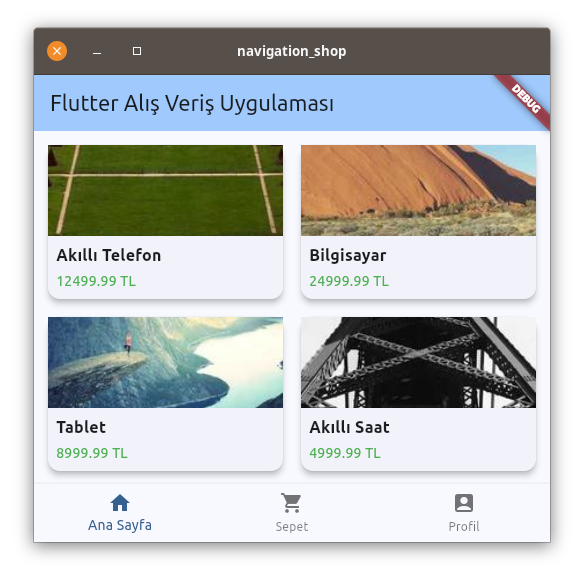 navigation_shop
Flutter Alış Veriş Uygulaması
DEBUG
Akıllı Telefon
12499.99 TL
Bilgisayar
24999.99 TL
Tablet
8999.99 TL
Akıllı Saat
4999.99 TL
Ana Sayfa
Sepet
Profil